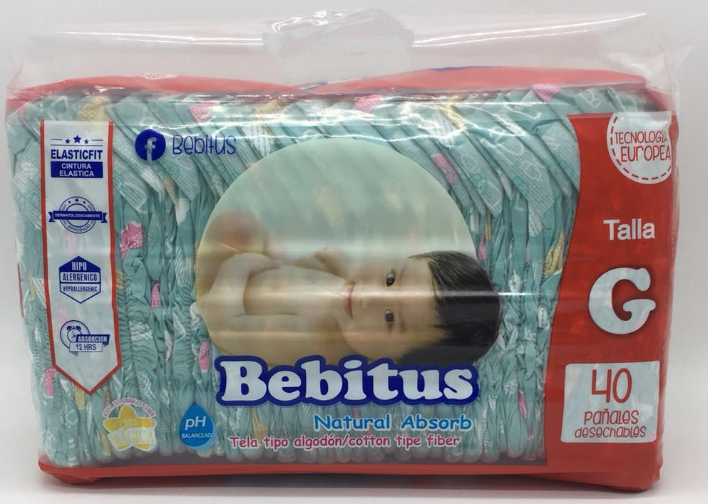 ELASTICFIT
CINTURA
ELASTICA
DERMATOLOGICAMENTE
HIPO
ALERGENICO
HYPOALLERGENIC
ABSORCION
12 HRS
f Bebitus
TECNOLOGÍA
EUROPEA
Talla
G
40
Pañales
desechables
Bebitus
Natural Absorb
Tela tipo algodón/cotton tipe fiber
pH
BALANCEADO